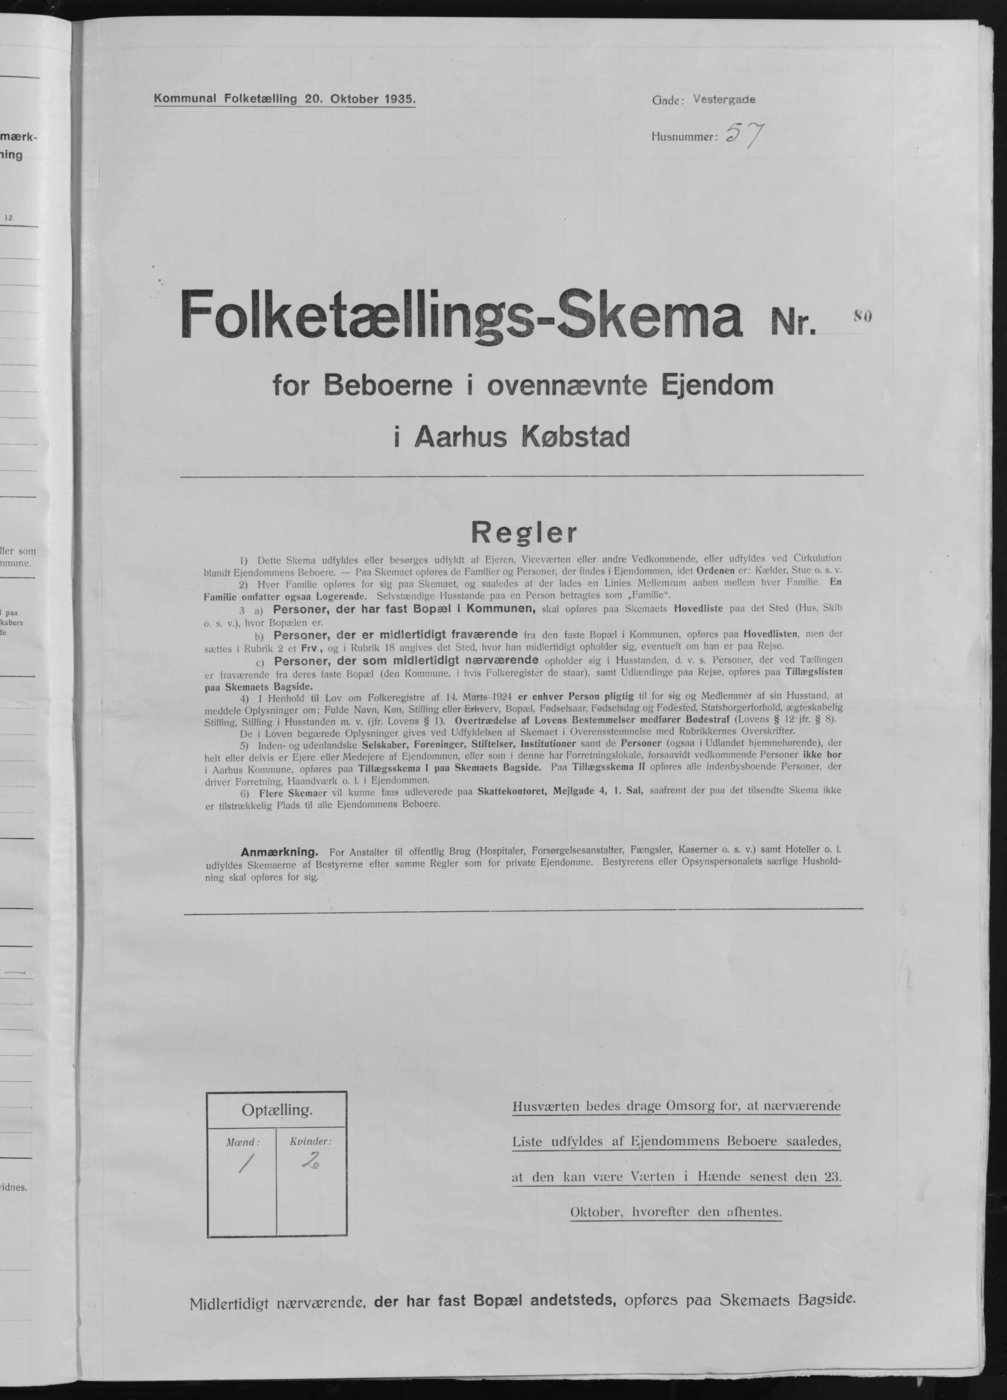 mærk-
ning
12
ller som
mmune.
l paa
kabers
de
ridnes.
Kommunal Folketælling 20. Oktober 1935.
Gade: Vestergade
Husnummer: 57
Folketællings-Skema Nr. 80
for Beboerne i ovennævnte Ejendom
i Aarhus Købstad
Regler
1) Dette Skema udfyldes eller besørges udfyldt af Ejeren, Viceværten eller andre Vedkommende, eller udfyldes ved Cirkulation
blandt Ejendommens Beboere. — Paa Skemaet opføres de Familier og Personer, der findes i Ejendommen, idet Ordenen er: Kælder, Stue o. s. v.
2) Hver Familie opføres for sig paa Skemaet, og saaledes at der lades en Linies Mellemrum aaben mellem hver Familie. En
Familie omfatter ogsaa Logerende. Selvstændige Husstande paa en Person betragtes som „Familie“.
3 a) Personer, der har fast Bopæl i Kommunen, skal opføres paa Skemaets Hovedliste paa det Sted (Hus, Skib
o. s. v.), hvor Bopælen er.
b) Personer, der er midlertidigt fraværende fra den faste Bopæl i Kommunen, opføres paa Hovedlisten, men der
sættes i Rubrik 2 et Frv., og i Rubrik 18 angives det Sted, hvor han midlertidigt opholder sig, eventuelt om han er paa Rejse.
c) Personer, der som midlertidigt nærværende opholder sig i Husstanden, d. v. s. Personer, der ved Tællingen
er fraværende fra deres faste Bopæl (den Kommune, i hvis Folkeregister de staar), samt Udlændinge paa Rejse, opføres paa Tillægslisten
paa Skemaets Bagside.
4) I Henhold til Lov om Folkeregistre af 14. Marts 1924 er enhver Person pligtig til for sig og Medlemmer af sin Husstand, at
meddele Oplysninger om: Fulde Navn, Køn, Stilling eller Erhverv, Bopæl, Fødselsaar, Fødselsdag og Fødested, Statsborgerforhold, ægteskabelig
Stilling, Stilling i Husstanden m. v. (jfr. Lovens § 1). Overtrædelse af Lovens Bestemmelser medfører Bødestraf (Lovens § 12 jfr. § 8).
De i Loven begærede Oplysninger gives ved Udfyldelsen af Skemaet i Overensstemmelse med Rubrikkernes Overskrifter.
5) Inden- og udenlandske Selskaber, Foreninger, Stiftelser, Institutioner samt de Personer (ogsaa i Udlandet hjemmehørende), der
helt eller delvis er Ejere eller Medejere af Ejendommen, eller som i denne har Forretningslokale, forsaavidt vedkommende Personer ikke bor
i Aarhus Kommune, opføres paa Tillægsskema I paa Skemaets Bagside. Paa Tillægsskema II opføres alle indenbysboende Personer, der
driver Forretning, Haandværk o. l. i Ejendommen.
6) Flere Skemaer vil kunne faas udleverede paa Skattekontoret, Mejlgade 4, 1. Sal, saafremt der paa det tilsendte Skema ikke
er tilstrækkelig Plads til alle Ejendommens Beboere.
Anmærkning. For Anstalter til offentlig Brug (Hospitaler, Forsørgelsesanstalter, Fængsler, Kaserner o. s. v.) samt Hoteller o. l.
udfyldes Skemaerne af Bestyrerne efter samme Regler som for private Ejendomme. Bestyrerens eller Opsynspersonalets særlige Hushold-
ning skal opføres for sig.
Optælling.
Mænd: Kvinder:
1 2
Husværten bedes drage Omsorg for, at nærværende
Liste udfyldes af Ejendommens Beboere saaledes,
at den kan være Værten i Hænde senest den 23.
Oktober, hvorefter den afhentes.
Midlertidigt nærværende, der har fast Bopæl andetsteds, opføres paa Skemaets Bagside.